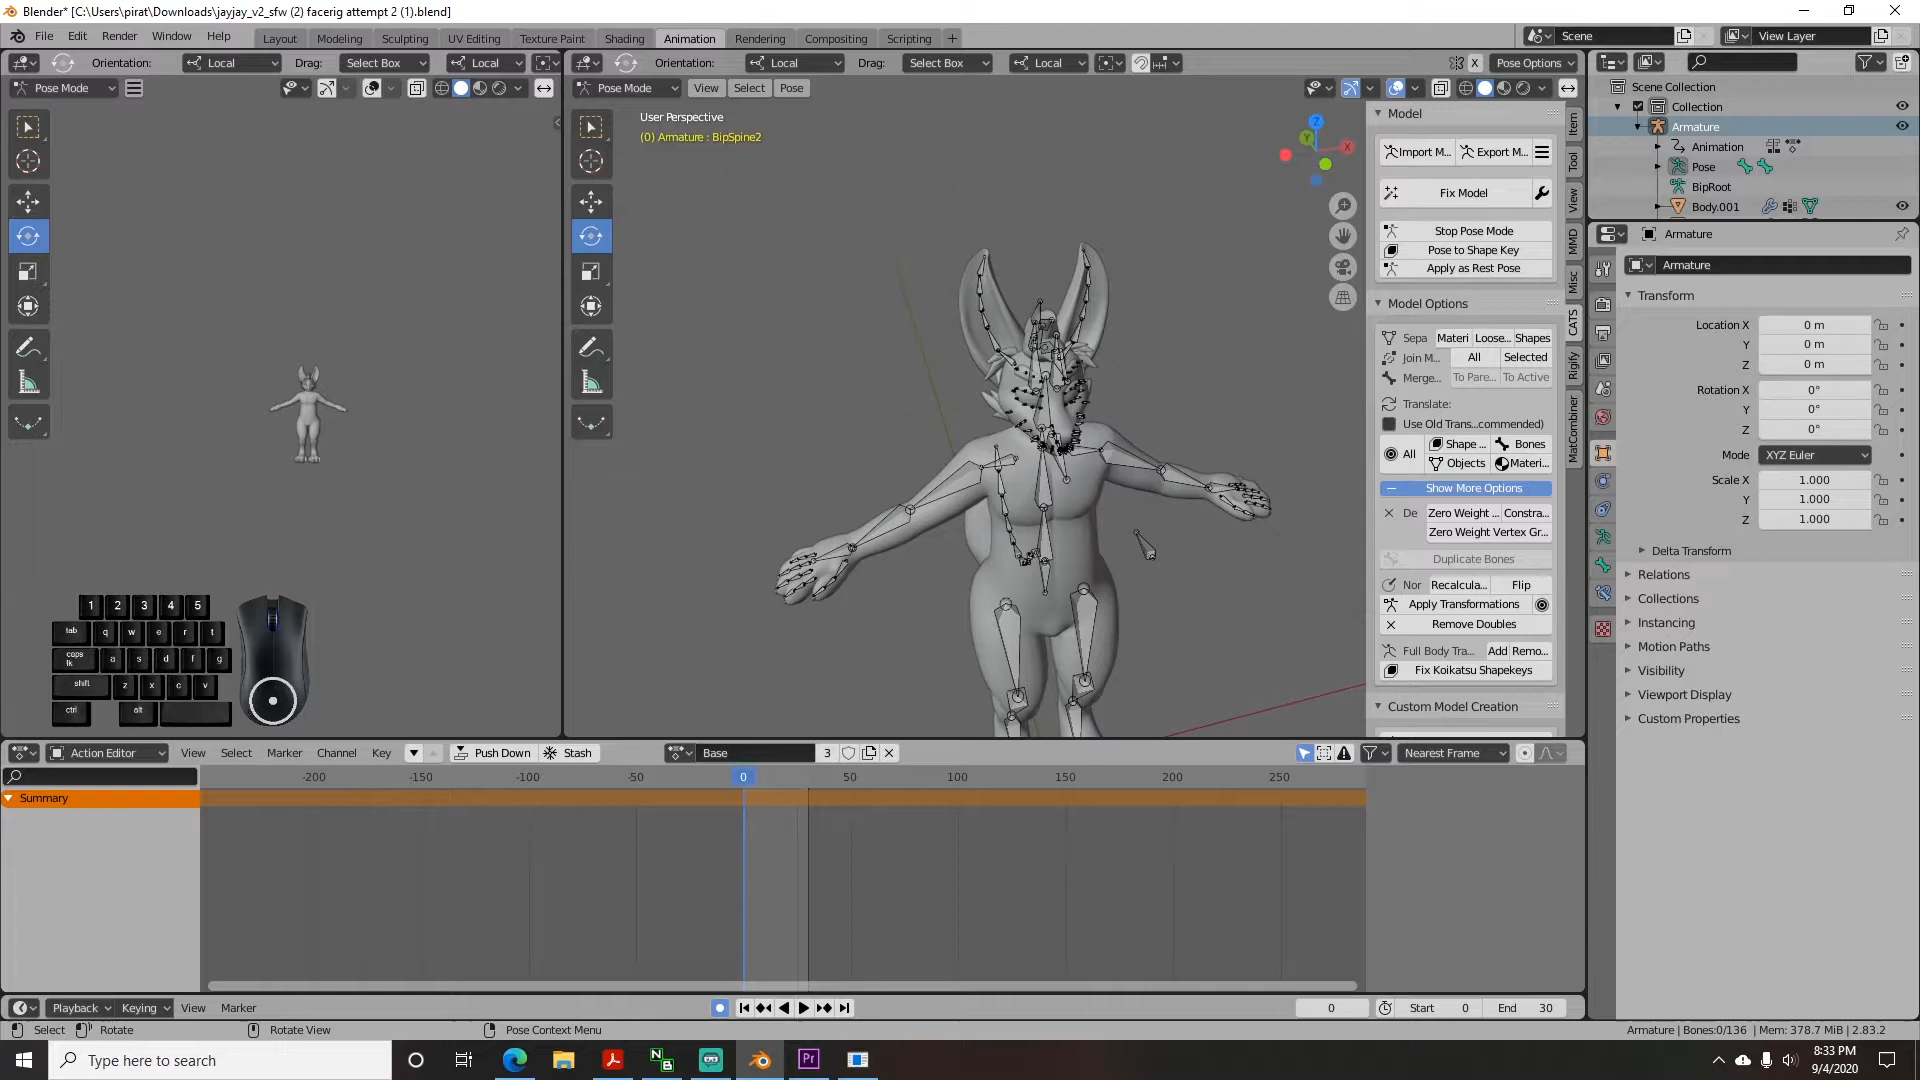 Blender* [C:\Users\pirat\Downloads\jayjay_v2_sfw (2) facerig attempt 2 (1).blend]
File Edit Render Window Help Layout Modeling Sculpting UV Editing Texture Paint Shading Animation Rendering Compositing Scripting + Scene View Layer
Orientation: Local Drag: Select Box Local
Orientation: Local Drag: Select Box Local X Pose Options
Pose Mode
Pose Mode View Select Pose
User Perspective
(0) Armature : BipSpine2
Z
Y
X
Model
Import M... Export M...
Fix Model
Stop Pose Mode
Pose to Shape Key
Apply as Rest Pose
Model Options
Sepa Materi Loose... Shapes
Join M... All Selected
Merge... To Pare... To Active
Translate:
Use Old Trans...commended)
All Shape ... Bones
Objects Materi...
Show More Options
De Zero Weight ... Constra...
Zero Weight Vertex Gr...
Duplicate Bones
Nor Recalcula... Flip
Apply Transformations
Remove Doubles
Full Body Tra... Add Remo...
Fix Koikatsu Shapekeys
Custom Model Creation
Item
Tool
View
MMD
Misc
CATS
Rigify
MatCombiner
Scene Collection
Collection
Armature
Animation
Pose
BipRoot
Body.001
Armature
Armature
Transform
Location X 0 m
Y 0 m
Z 0 m
Rotation X 0°
Y 0°
Z 0°
Mode XYZ Euler
Scale X 1.000
Y 1.000
Z 1.000
Delta Transform
Relations
Collections
Instancing
Motion Paths
Visibility
Viewport Display
Custom Properties
1 2 3 4 5
tab q w e r t
caps lk a s d f g
shift z x c v
ctrl alt
Action Editor View Select Marker Channel Key Push Down Stash Base 3 Nearest Frame
-200 -150 -100 -50 0 50 100 150 200 250
Summary
Playback Keying View Marker 0 Start 0 End 30
Select Rotate Rotate View Pose Context Menu Armature | Bones:0/136 | Mem: 378.7 MiB | 2.83.2
Type here to search
N
B
Pr
8:33 PM
9/4/2020